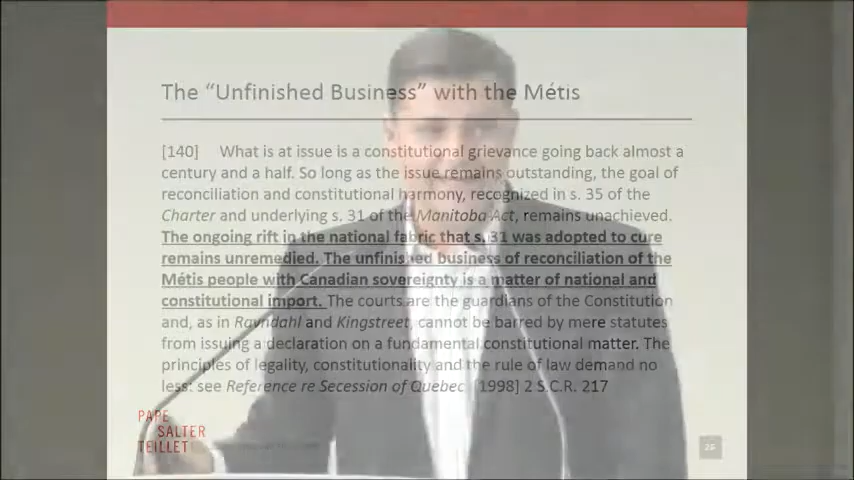 The “Unfinished Business” with the Métis
[140] What is at issue is a constitutional grievance going back almost a
century and a half. So long as the issue remains outstanding, the goal of
reconciliation and constitutional harmony, recognized in s. 35 of the
Charter and underlying s. 31 of the Manitoba Act, remains unachieved.
The ongoing rift in the national fabric that s. 31 was adopted to cure
remains unremedied. The unfinished business of reconciliation of the
Métis people with Canadian sovereignty is a matter of national and
constitutional import. The courts are the guardians of the Constitution
and, as in Ravndahl and Kingstreet, cannot be barred by mere statutes
from issuing a declaration on a fundamental constitutional matter. The
principles of legality, constitutionality and the rule of law demand no
less: see Reference re Secession of Quebec [1998] 2 S.C.R. 217
PAPE
SALTER
TEILLET
26